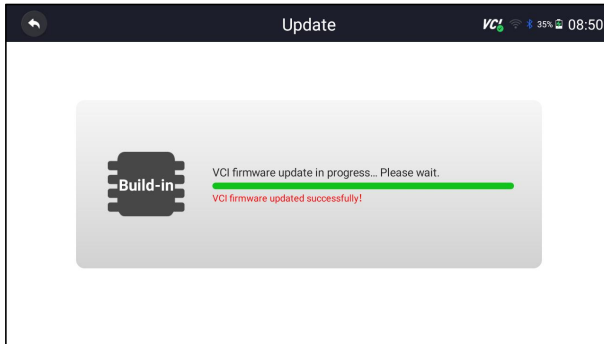 Update
VCI 35% 08:50
Build-in
VCI firmware update in progress... Please wait.
VCI firmware updated successfully!